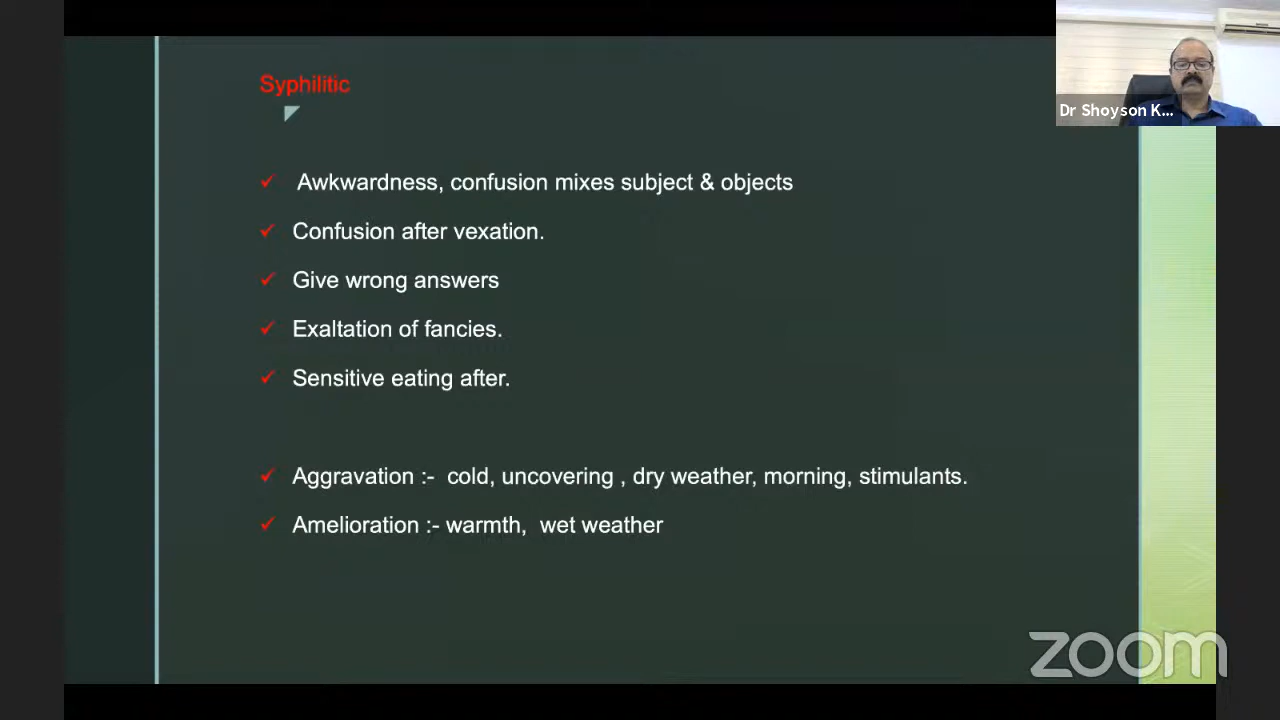 Syphilitic
Awkwardness, confusion mixes subject & objects
Confusion after vexation.
Give wrong answers
Exaltation of fancies.
Sensitive eating after.
Aggravation :- cold, uncovering , dry weather, morning, stimulants.
Amelioration :- warmth, wet weather
Dr Shoyson K...
zoom